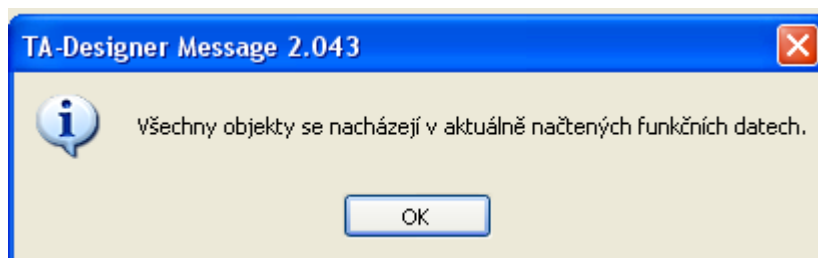 TA-Designer Message 2.043
Všechny objekty se nacházejí v aktuálně načtených funkčních datech.
OK